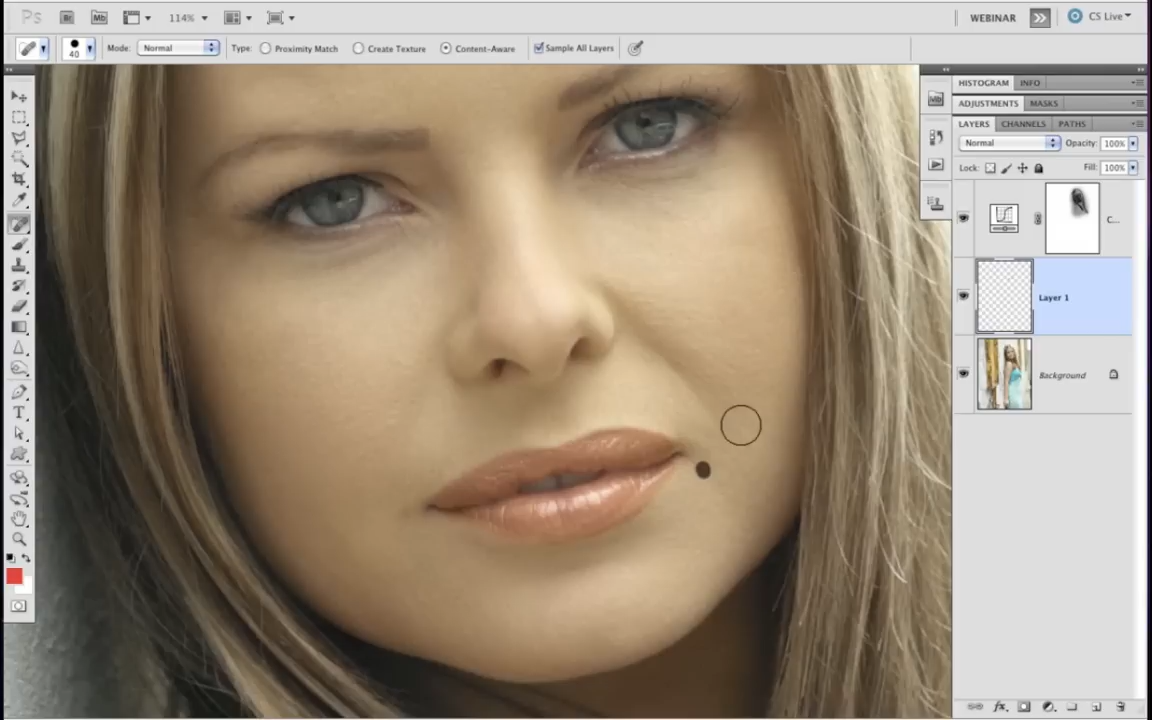 Ps Br Mb 114% WEBINAR CS Live
40 Mode: Normal Type: Proximity Match Create Texture Content-Aware Sample All Layers
HISTOGRAM INFO
ADJUSTMENTS MASKS
LAYERS CHANNELS PATHS
Normal Opacity: 100%
Lock: Fill: 100%
C...
Layer 1
Background